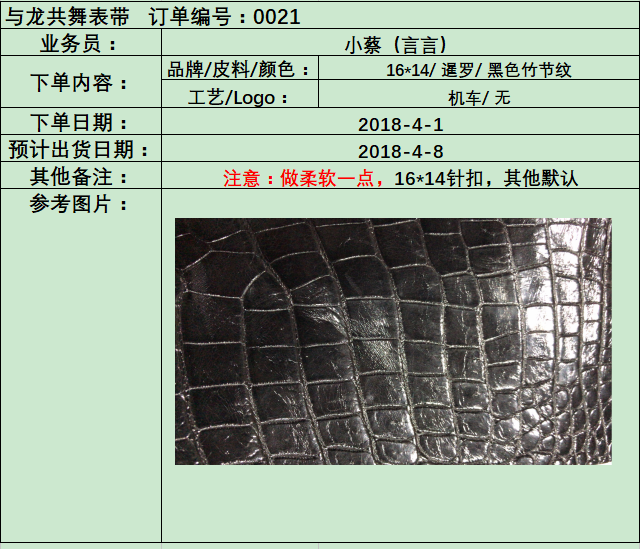 与龙共舞表带 订单编号：0021
业务员： 小蔡（言言）
下单内容： 品牌/皮料/颜色： 16*14/ 暹罗/ 黑色竹节纹
工艺/Logo： 机车/ 无
下单日期： 2018-4-1
预计出货日期： 2018-4-8
其他备注： 注意：做柔软一点，16*14针扣，其他默认
参考图片：